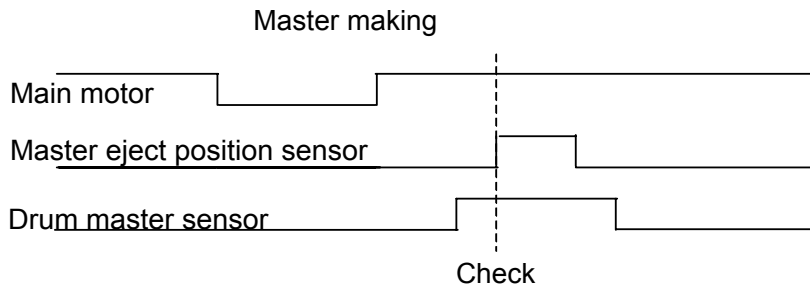 Master making
Main motor
Master eject position sensor
Drum master sensor
Check